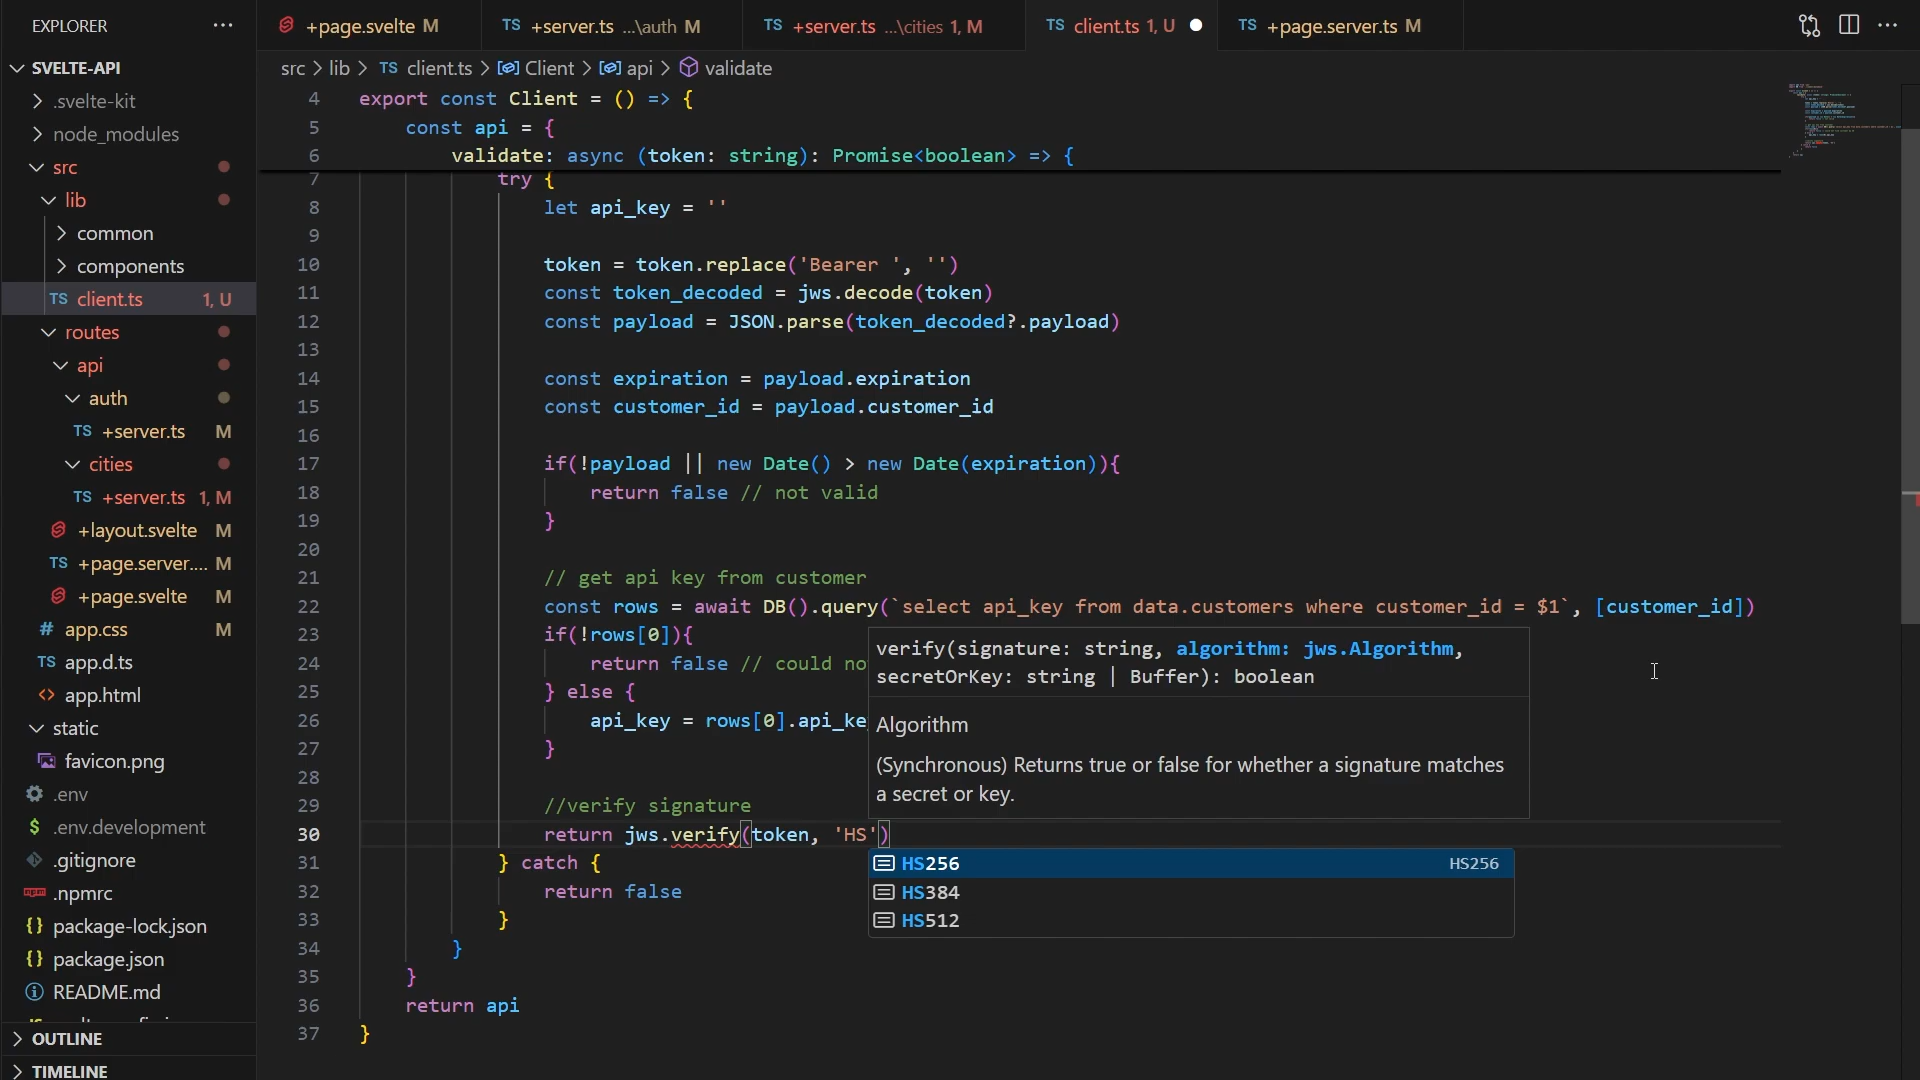 EXPLORER
SVELTE-API
.svelte-kit
node_modules
src
lib
common
components
TS client.ts 1, U
routes
api
auth
TS +server.ts M
cities
TS +server.ts 1, M
+layout.svelte M
TS +page.server.... M
+page.svelte M
# app.css M
TS app.d.ts
<> app.html
static
favicon.png
.env
$ .env.development
.gitignore
.npmrc
{} package-lock.json
{} package.json
README.md
OUTLINE
TIMELINE
+page.svelte M
TS +server.ts ...\auth M
TS +server.ts ...\cities 1, M
TS client.ts 1, U
TS +page.server.ts M
src > lib > TS client.ts > Client > api > validate
4 export const Client = () => {
5 const api = {
6 validate: async (token: string): Promise<boolean> => {
7 try {
8 let api_key = ''
9
10 token = token.replace('Bearer ', '')
11 const token_decoded = jws.decode(token)
12 const payload = JSON.parse(token_decoded?.payload)
13
14 const expiration = payload.expiration
15 const customer_id = payload.customer_id
16
17 if(!payload || new Date() > new Date(expiration)){
18 return false // not valid
19 }
20
21 // get api key from customer
22 const rows = await DB().query(`select api_key from data.customers where customer_id = $1`, [customer_id])
23 if(!rows[0]){
24 return false // could no
25 } else {
26 api_key = rows[0].api_ke
27 }
28
29 //verify signature
30 return jws.verify(token, 'HS')
31 } catch {
32 return false
33 }
34 }
35 }
36 return api
37 }
verify(signature: string, algorithm: jws.Algorithm,
secretOrKey: string | Buffer): boolean
Algorithm
(Synchronous) Returns true or false for whether a signature matches
a secret or key.
HS256 HS256
HS384
HS512